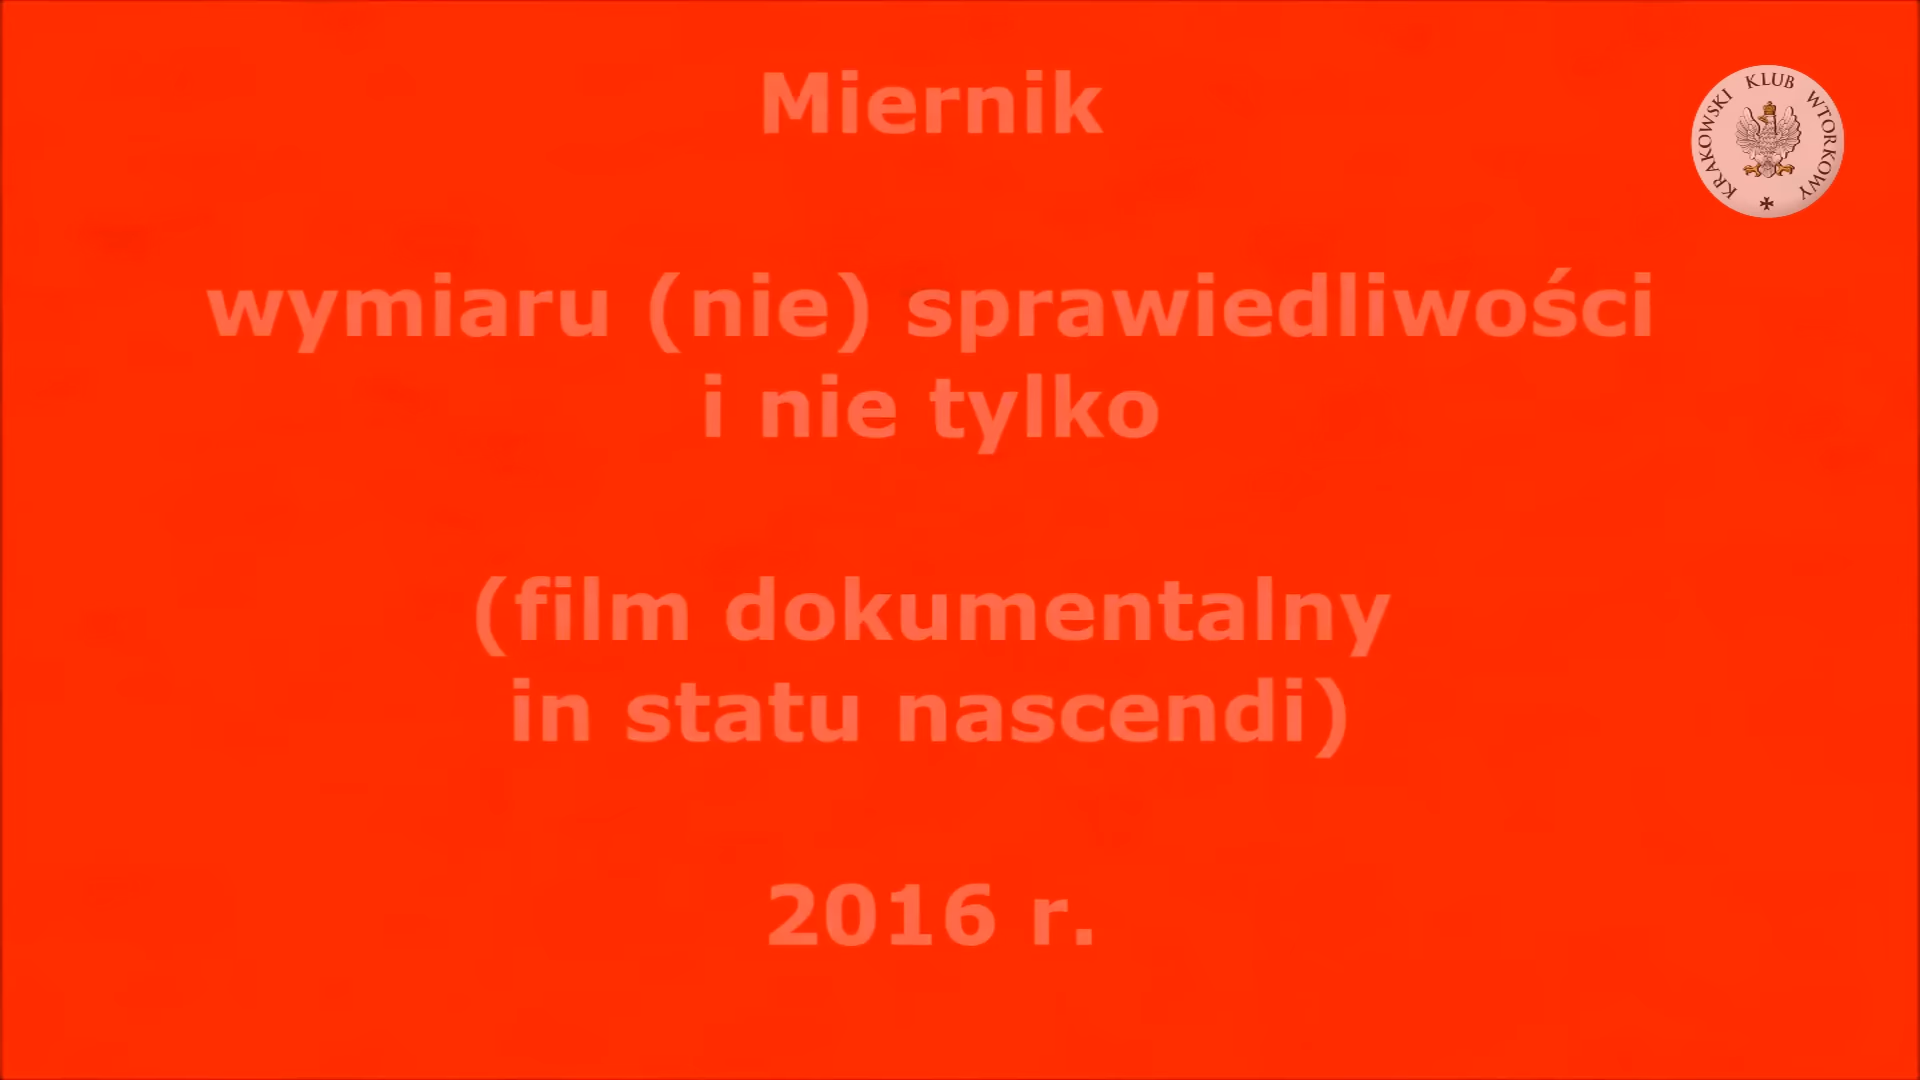 Miernik
wymiaru (nie) sprawiedliwości
i nie tylko
(film dokumentalny
in statu nascendi)
2016 r.
KRAKOWSKI KLUB WTORKOWY